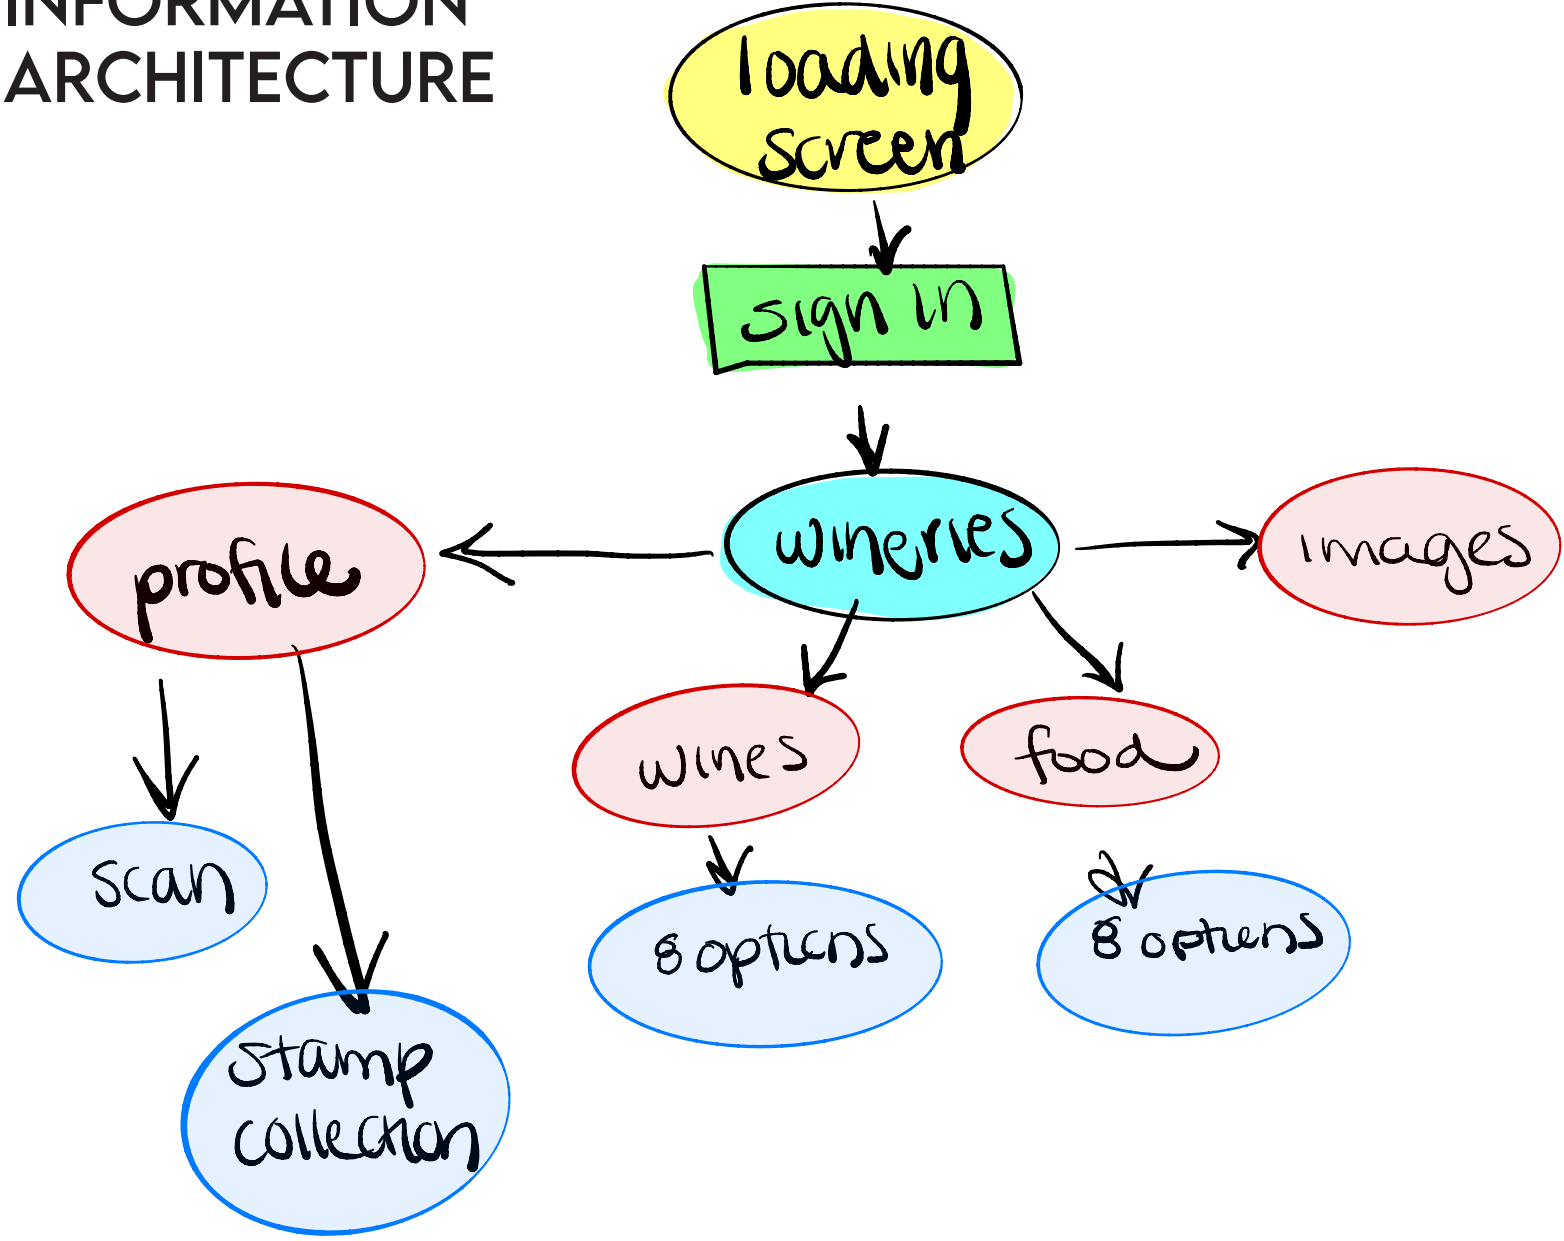 INFORMATION
ARCHITECTURE
loading
screen
sign in
wineries
profile
images
wines
food
scan
8 options
8 options
stamp
collection